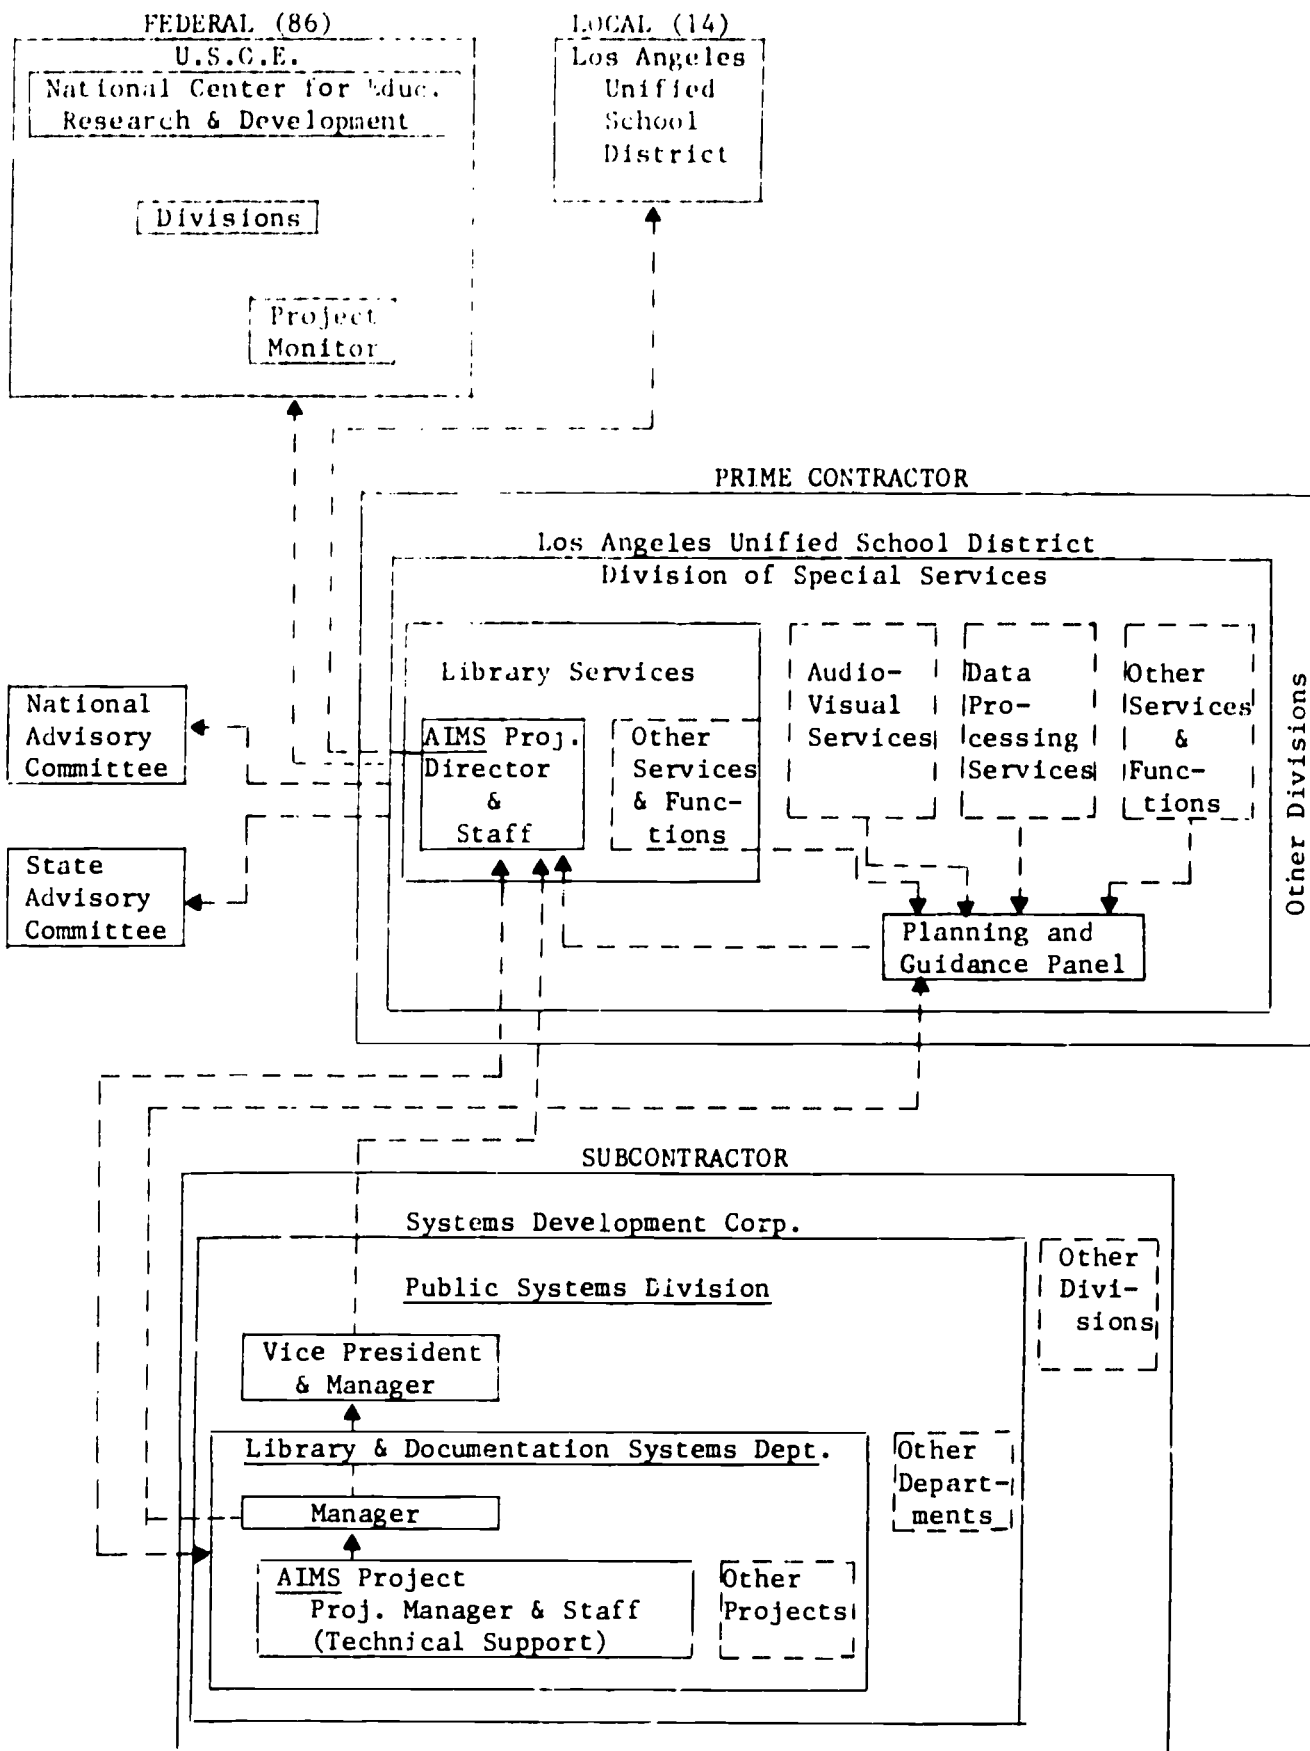 FEDERAL (86)
U.S.O.E.
National Center for Educ.
Research & Development
Divisions
Project
Monitor
LOCAL (14)
Los Angeles
Unified
School
District
PRIME CONTRACTOR
Los Angeles Unified School District
Division of Special Services
Library Services
AIMS Proj.
Director
&
Staff
Other
Services
& Func-
tions
Audio-
Visual
Services
Data
Pro-
cessing
Services
Other
Services
&
Func-
tions
Other Divisions
National
Advisory
Committee
State
Advisory
Committee
Planning and
Guidance Panel
SUBCONTRACTOR
Systems Development Corp.
Public Systems Division
Other
Divi-
sions
Vice President
& Manager
Library & Documentation Systems Dept.
Other
Depart-
ments
Manager
AIMS Project
Proj. Manager & Staff
(Technical Support)
Other
Projects